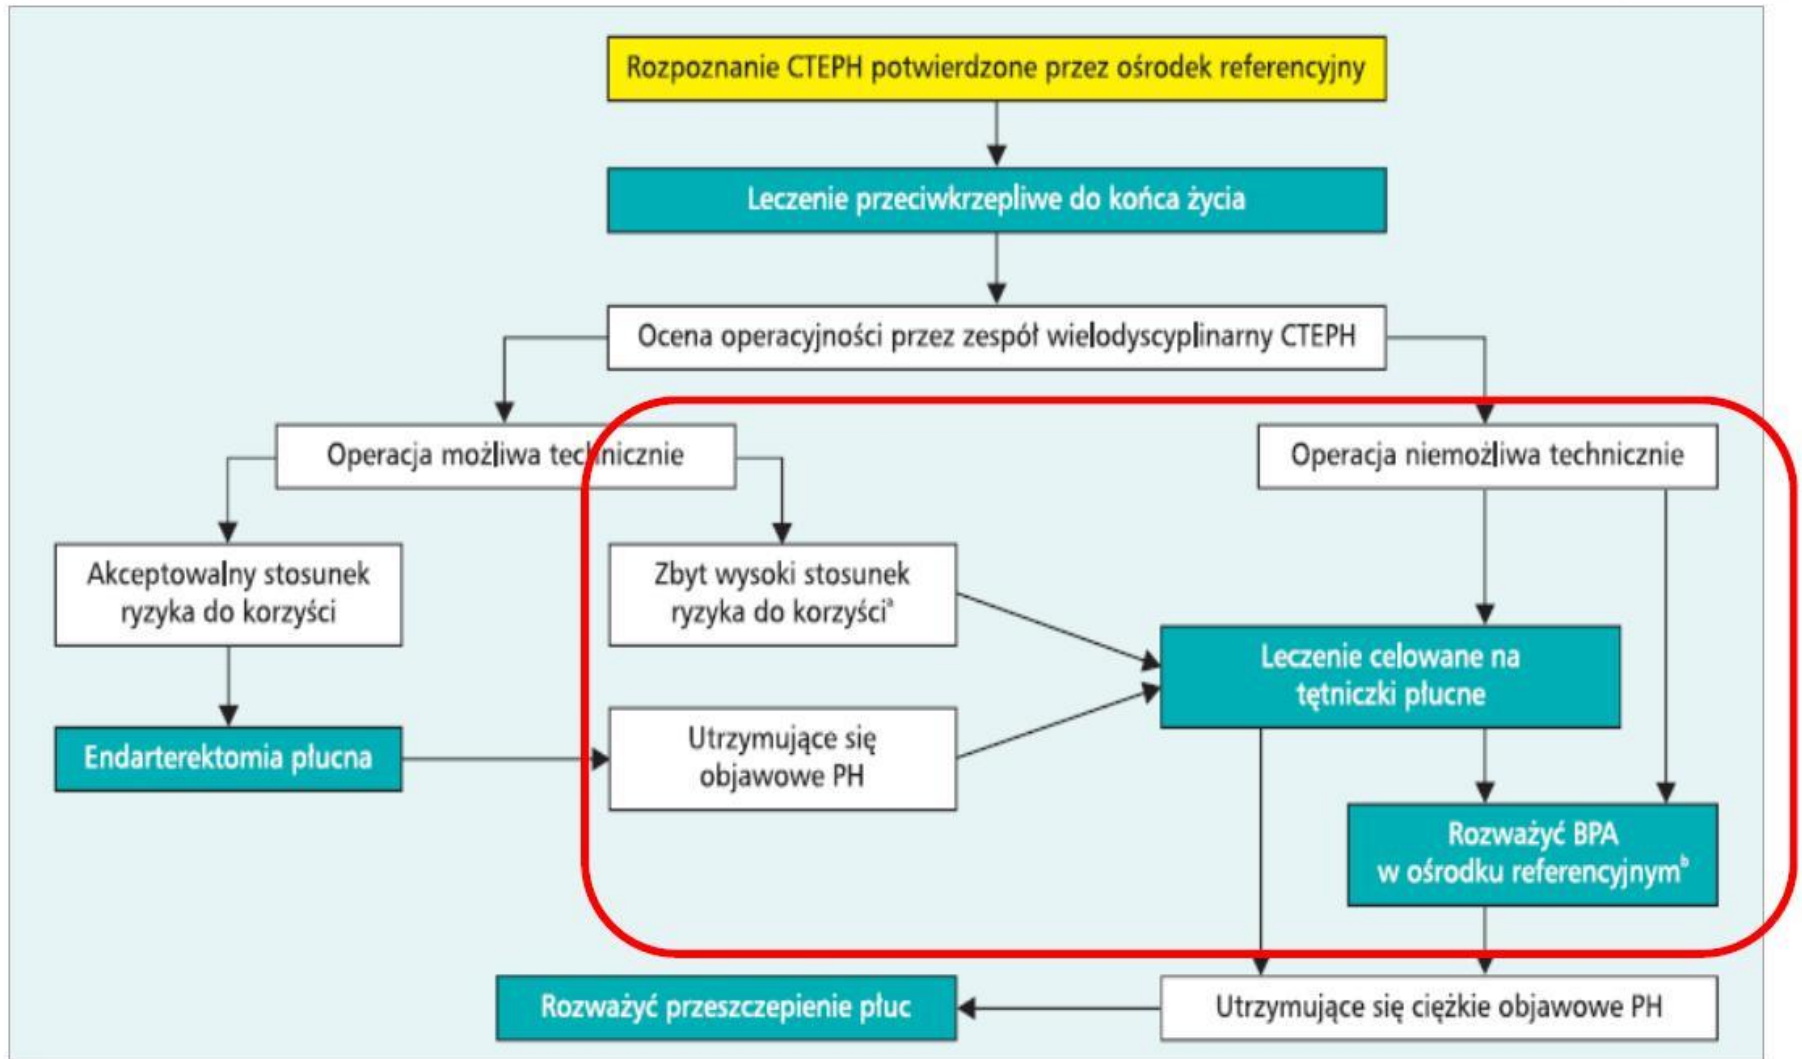 Rozpoznanie CTEPH potwierdzone przez ośrodek referencyjny
Leczenie przeciwkrzepliwe do końca życia
Ocena operacyjności przez zespół wielodyscyplinarny CTEPH
Operacja możliwa technicznie
Operacja niemożliwa technicznie
Akceptowalny stosunek
ryzyka do korzyści
Zbyt wysoki stosunek
ryzyka do korzyściᵃ
Leczenie celowane na
tętniczki płucne
Endarterektomia płucna
Utrzymujące się
objawowe PH
Rozważyć BPA
w ośrodku referencyjnymᵇ
Rozważyć przeszczepienie płuc
Utrzymujące się ciężkie objawowe PH